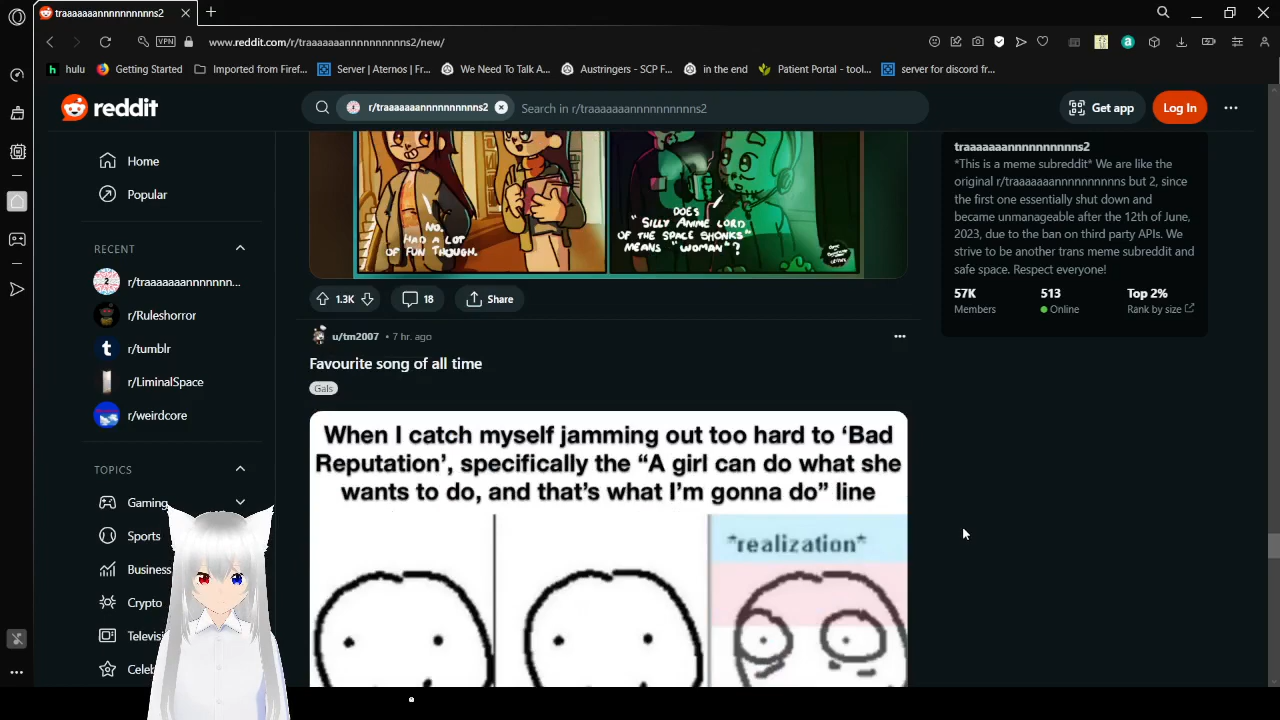 traaaaaaannnnnnnnnns2
VPN
www.reddit.com/r/traaaaaaannnnnnnnnns2/new/
hulu
Getting Started
Imported from Firef...
Server | Aternos | Fr...
We Need To Talk A...
Austringers - SCP F...
in the end
Patient Portal - tool...
server for discord fr...
reddit
r/traaaaaaannnnnnnnnns2
Search in r/traaaaaaannnnnnnnnns2
Get app
Log In
Home
Popular
RECENT
r/traaaaaaannnnnnn...
r/Ruleshorror
r/tumblr
r/LiminalSpace
r/weirdcore
TOPICS
Gaming
Sports
Business
Crypto
Televisi
Celeb
NO.
HAD A LOT
OF FUN THOUGH.
DOES
"SILLY ANIME LORD
OF THE SPACE SHONKS"
MEANS "WOMAN"?
1.3K
18
Share
u/tm2007 • 7 hr. ago
Favourite song of all time
Gals
When I catch myself jamming out too hard to ‘Bad
Reputation’, specifically the “A girl can do what she
wants to do, and that’s what I’m gonna do” line
*realization*
traaaaaaannnnnnnnnns2
*This is a meme subreddit* We are like the
original r/traaaaaaannnnnnnnnns but 2, since
the first one essentially shut down and
became unmanageable after the 12th of June,
2023, due to the ban on third party APIs. We
strive to be another trans meme subreddit and
safe space. Respect everyone!
57K
Members
513
Online
Top 2%
Rank by size